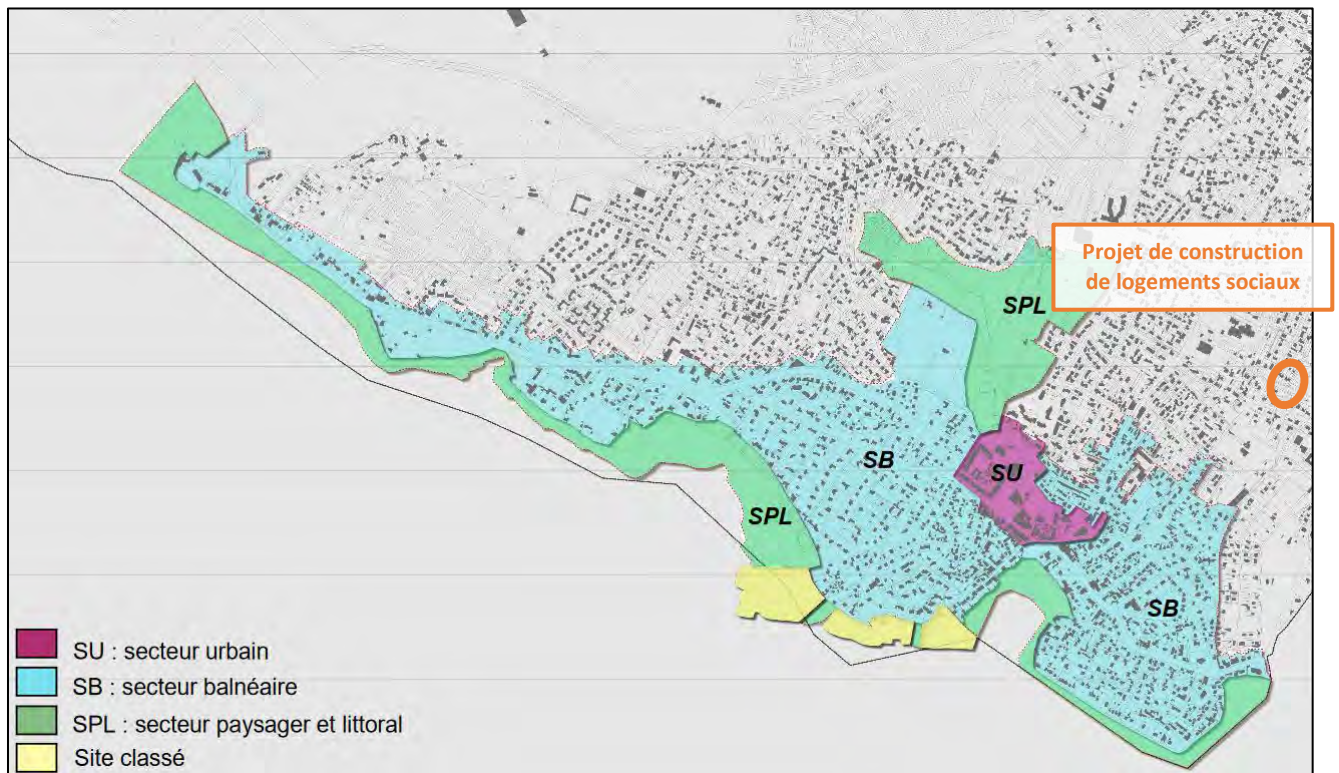 Projet de construction
de logements sociaux
SPL
SB
SU
SPL
SB
SU : secteur urbain
SB : secteur balnéaire
SPL : secteur paysager et littoral
Site classé